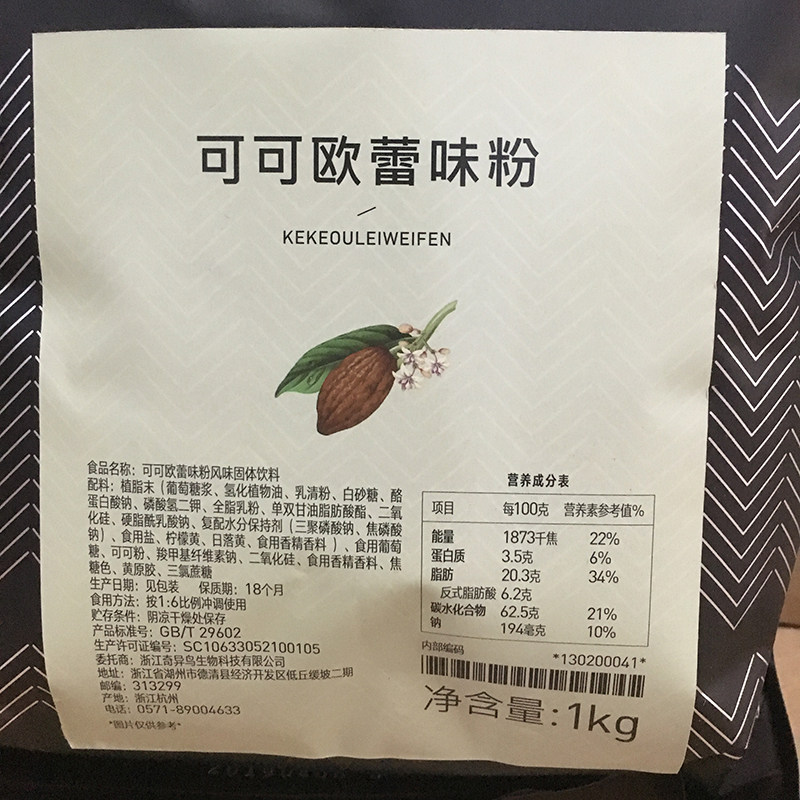 可可欧蕾味粉
KEKEOULEIWEIFEN
食品名称：可可欧蕾味粉风味固体饮料
配料：植脂末（葡萄糖浆、氢化植物油、乳清粉、白砂糖、酪
蛋白酸钠、磷酸氢二钾、全脂乳粉、单双甘油脂肪酸酯、二氧
化硅、硬脂酰乳酸钠、复配水分保持剂（三聚磷酸钠、焦磷酸
钠）、食用盐、柠檬黄、日落黄、食用香精香料）、食用葡萄
糖、可可粉、羧甲基纤维素钠、二氧化硅、食用香精香料、焦
糖色、黄原胶、三氯蔗糖
生产日期：见包装 保质期：18个月
食用方法：按1:6比例冲调使用
贮存条件：阴凉干燥处保存
产品标准号：GB/T 29602
生产许可证编号：SC10633052100105
委托商：浙江奇异鸟生物科技有限公司
地址：浙江省湖州市德清县经济开发区低丘缓坡二期
邮编：313299
产地：浙江杭州
电话：0571-89004633
*图片仅供参考*
营养成分表
项目 每100克 营养素参考值%
能量 1873千焦 22%
蛋白质 3.5克 6%
脂肪 20.3克 34%
反式脂肪酸 6.2克
碳水化合物 62.5克 21%
钠 194毫克 10%
内部编码 *130200041*
净含量:1kg